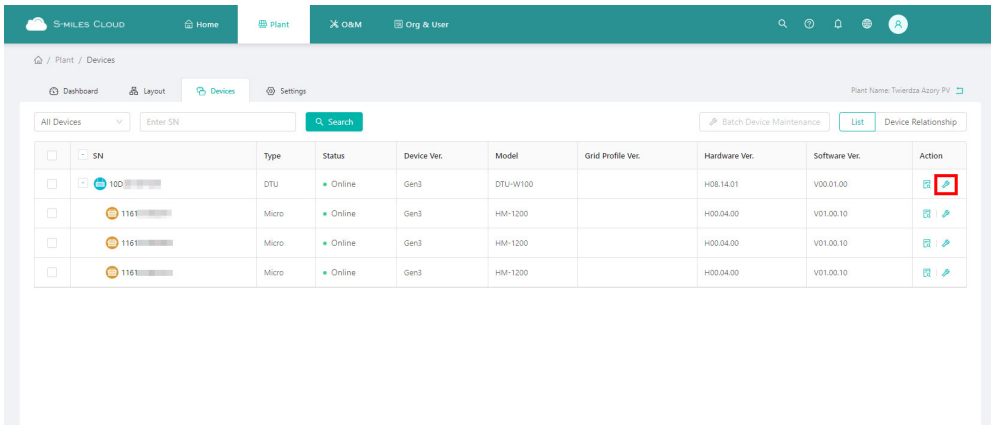 S-MILES CLOUD Home Plant O&M Org & User
/ Plant / Devices
Dashboard Layout Devices Settings Plant Name: Twierdza Azory PV
All Devices Enter SN Search Batch Device Maintenance List Device Relationship
SN Type Status Device Ver. Model Grid Profile Ver. Hardware Ver. Software Ver. Action
10D DTU Online Gen3 DTU-W100 H08.14.01 V00.01.00
1161 Micro Online Gen3 HM-1200 H00.04.00 V01.00.10
1161 Micro Online Gen3 HM-1200 H00.04.00 V01.00.10
1161 Micro Online Gen3 HM-1200 H00.04.00 V01.00.10